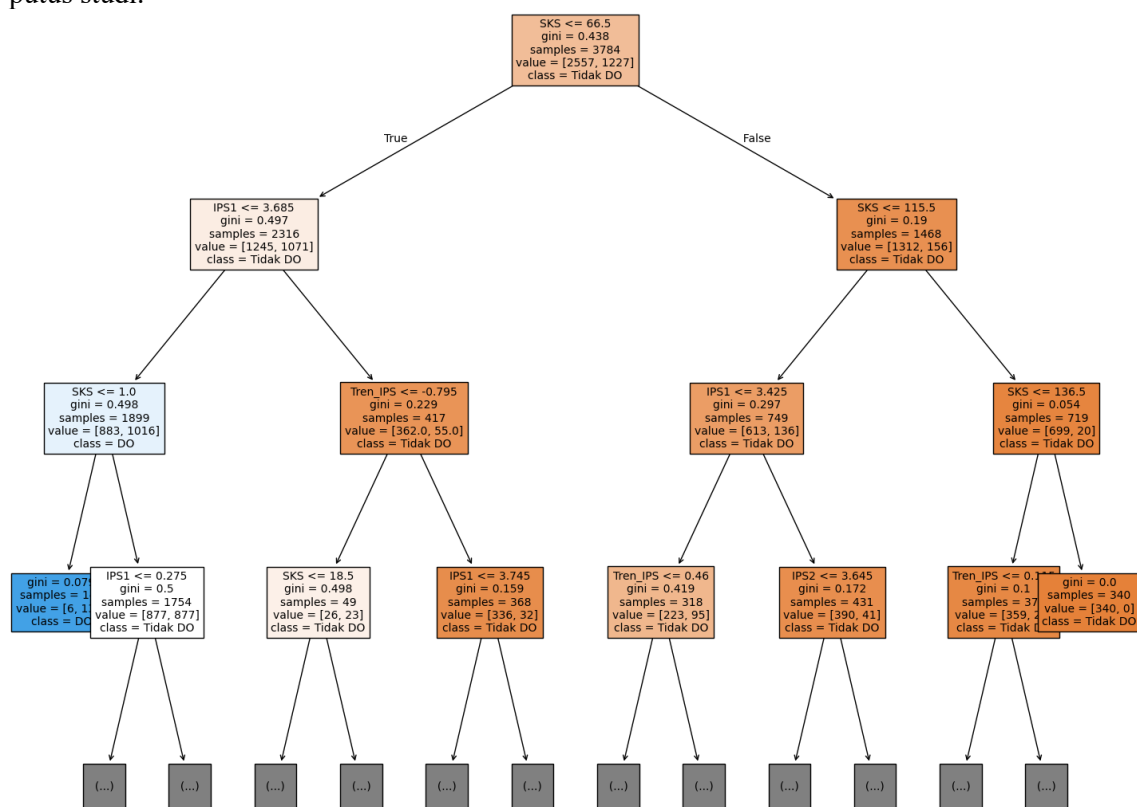 putus studi.
SKS <= 66.5
gini = 0.438
samples = 3784
value = [2557, 1227]
class = Tidak DO
True
False
IPS1 <= 3.685
gini = 0.497
samples = 2316
value = [1245, 1071]
class = Tidak DO
SKS <= 115.5
gini = 0.19
samples = 1468
value = [1312, 156]
class = Tidak DO
SKS <= 1.0
gini = 0.498
samples = 1899
value = [883, 1016]
class = DO
Tren_IPS <= -0.795
gini = 0.229
samples = 417
value = [362.0, 55.0]
class = Tidak DO
IPS1 <= 3.425
gini = 0.297
samples = 749
value = [613, 136]
class = Tidak DO
SKS <= 136.5
gini = 0.054
samples = 719
value = [699, 20]
class = Tidak DO
gini =
samples =
value = [6,
class = DO
IPS1 <= 0.275
gini = 0.5
samples = 1754
value = [877, 877]
class = Tidak DO
SKS <= 18.5
gini = 0.498
samples = 49
value = [26, 23]
class = Tidak DO
IPS1 <= 3.745
gini = 0.159
samples = 368
value = [336, 32]
class = Tidak DO
Tren_IPS <= 0.46
gini = 0.419
samples = 318
value = [223, 95]
class = Tidak DO
IPS2 <= 3.645
gini = 0.172
samples = 431
value = [390, 41]
class = Tidak DO
Tren_IPS <=
gini = 0.1
samples =
value = [359,
class = Tidak
gini = 0.0
samples = 340
value = [340, 0]
class = Tidak DO
(...)
(...)
(...)
(...)
(...)
(...)
(...)
(...)
(...)
(...)
(...)
(...)